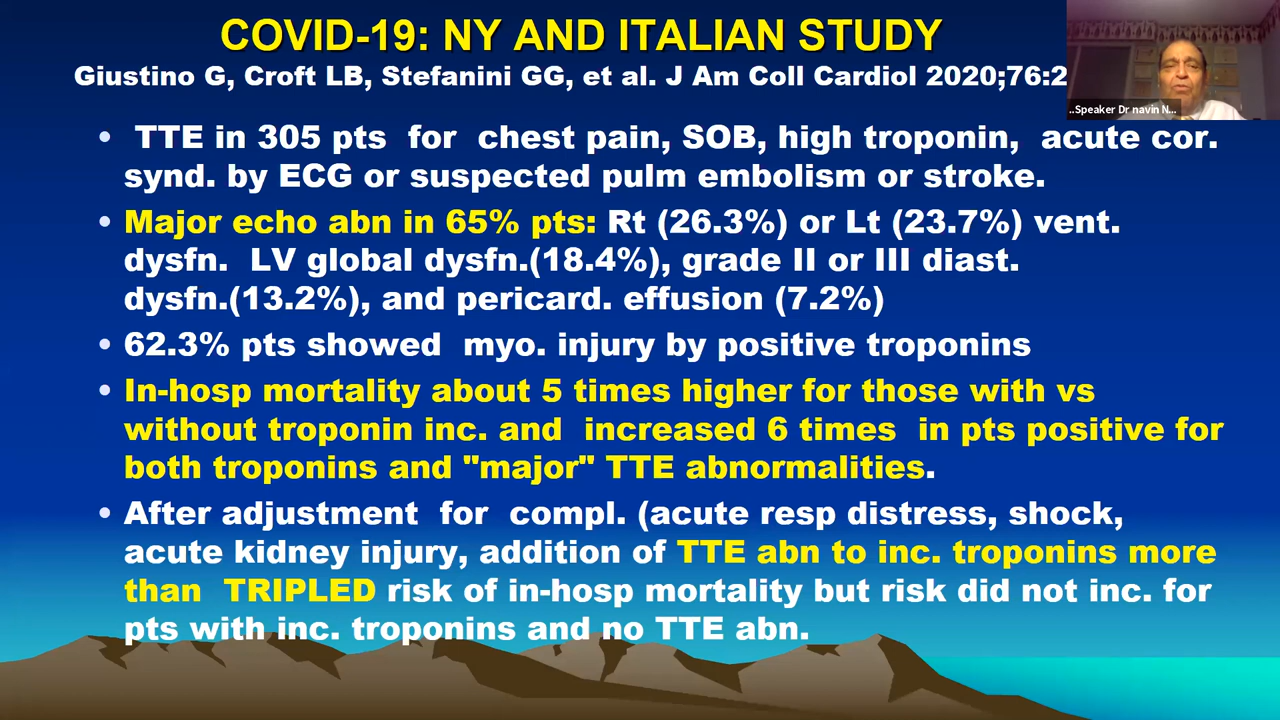 COVID-19: NY AND ITALIAN STUDY
Giustino G, Croft LB, Stefanini GG, et al. J Am Coll Cardiol 2020;76:2
..Speaker Dr navin N...
• TTE in 305 pts for chest pain, SOB, high troponin, acute cor.
synd. by ECG or suspected pulm embolism or stroke.
• Major echo abn in 65% pts: Rt (26.3%) or Lt (23.7%) vent.
dysfn. LV global dysfn.(18.4%), grade II or III diast.
dysfn.(13.2%), and pericard. effusion (7.2%)
• 62.3% pts showed myo. injury by positive troponins
• In-hosp mortality about 5 times higher for those with vs
without troponin inc. and increased 6 times in pts positive for
both troponins and "major" TTE abnormalities.
• After adjustment for compl. (acute resp distress, shock,
acute kidney injury, addition of TTE abn to inc. troponins more
than TRIPLED risk of in-hosp mortality but risk did not inc. for
pts with inc. troponins and no TTE abn.